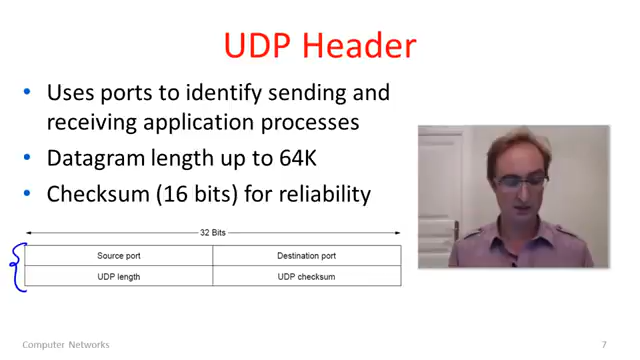 UDP Header
• Uses ports to identify sending and
receiving application processes
• Datagram length up to 64K
• Checksum (16 bits) for reliability
32 Bits
Source port Destination port
UDP length UDP checksum
Computer Networks 7